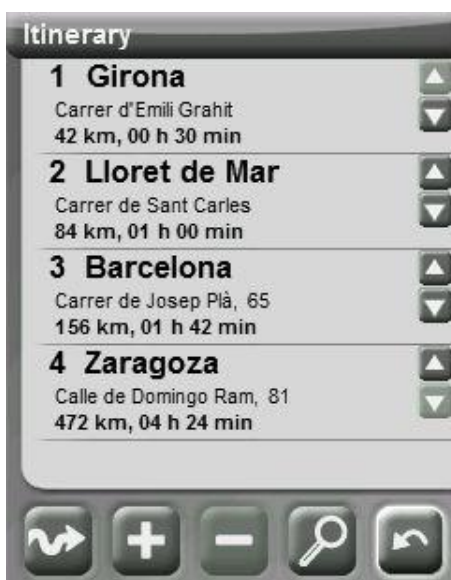 Itinerary
1 Girona
Carrer d'Emili Grahit
42 km, 00 h 30 min
2 Lloret de Mar
Carrer de Sant Carles
84 km, 01 h 00 min
3 Barcelona
Carrer de Josep Plà, 65
156 km, 01 h 42 min
4 Zaragoza
Calle de Domingo Ram, 81
472 km, 04 h 24 min